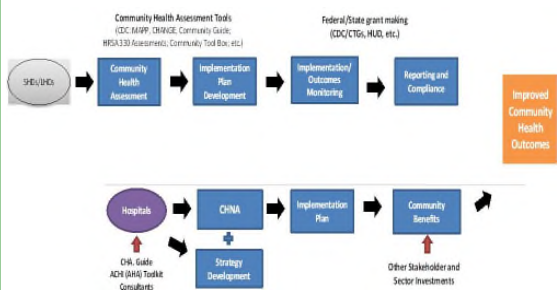 Community Health Assessment Tools
(CDC: MAPP, CHANGE, Community Guide;
HRSA 330 Assessments; Community Tool Box; etc.)
Federal/State grant making
(CDC/CTGs, HUD, etc.)
SHDs/LHDs
Community
Health
Assessment
Implementation
Plan
Development
Implementation/
Outcomes
Monitoring
Reporting and
Compliance
Improved
Community
Health
Outcomes
Hospitals
CHNA
Implementation
Plan
Community
Benefits
Strategy
Development
CHA. Guide
ACHI (AHA) Toolkit
Consultants
Other Stakeholder and
Sector Investments